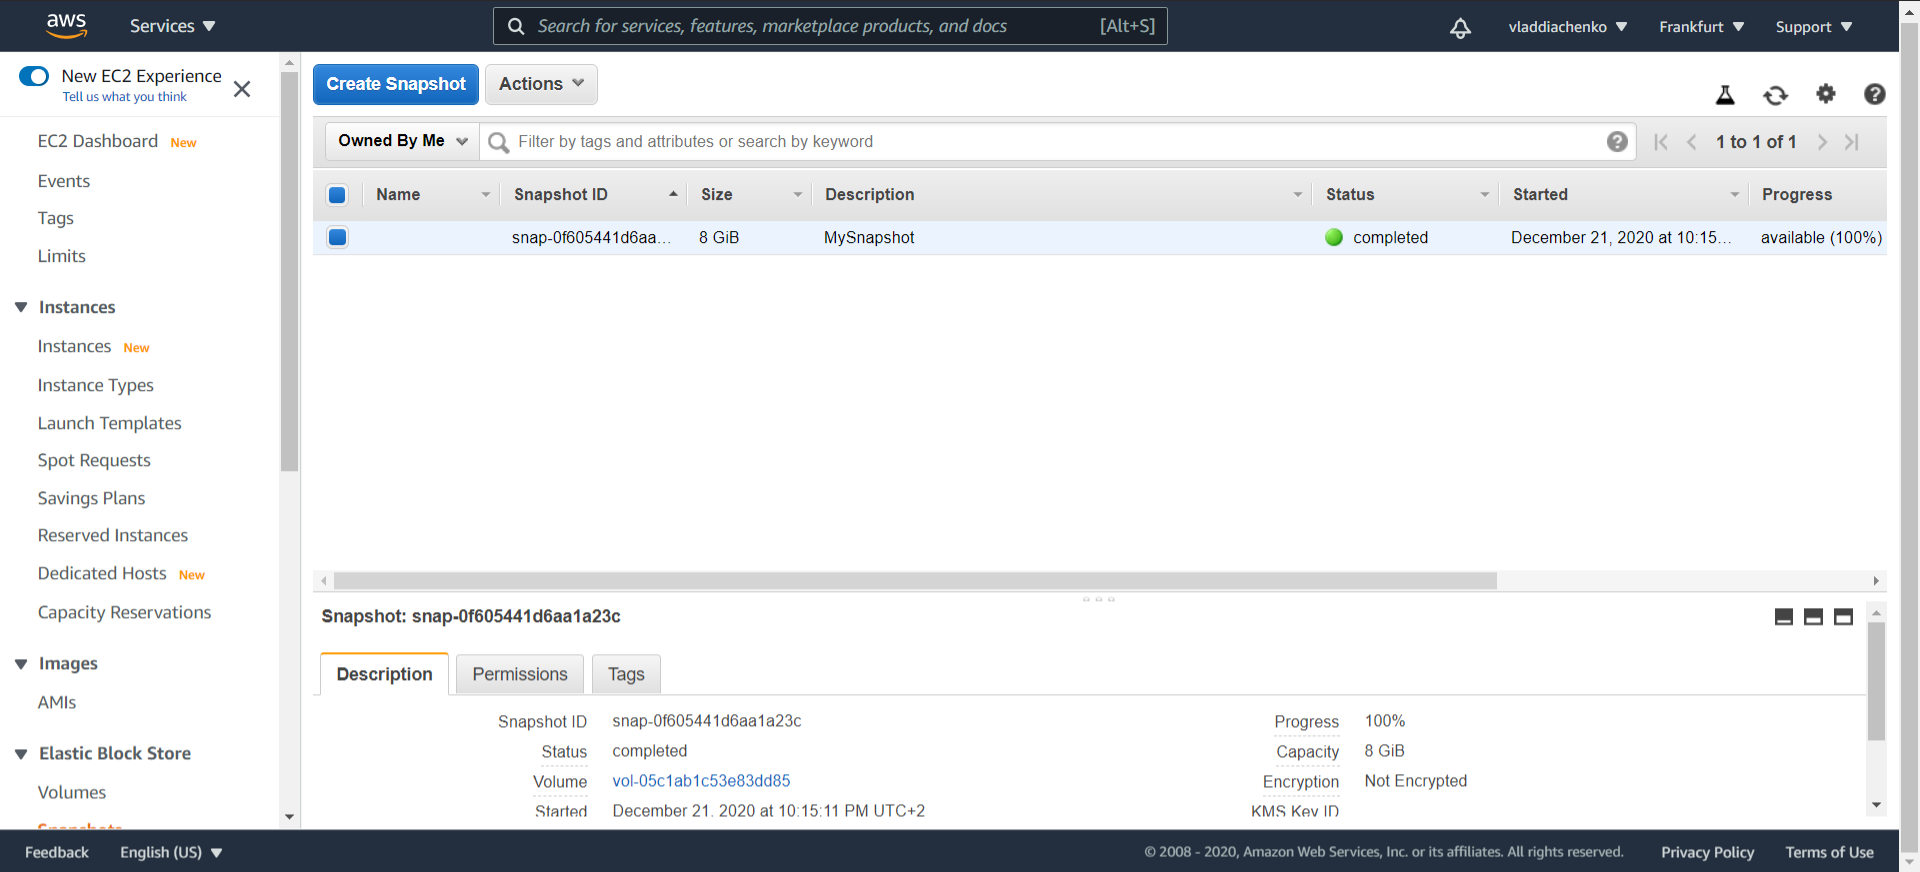 aws
Services
Search for services, features, marketplace products, and docs [Alt+S]
vladdiachenko
Frankfurt
Support
New EC2 Experience
Tell us what you think
EC2 Dashboard New
Events
Tags
Limits
Instances
Instances New
Instance Types
Launch Templates
Spot Requests
Savings Plans
Reserved Instances
Dedicated Hosts New
Capacity Reservations
Images
AMIs
Elastic Block Store
Volumes
Snapshots
Create Snapshot
Actions
Owned By Me
Filter by tags and attributes or search by keyword
1 to 1 of 1
Name Snapshot ID Size Description Status Started Progress
snap-0f605441d6aa... 8 GiB MySnapshot completed December 21, 2020 at 10:15... available (100%)
Snapshot: snap-0f605441d6aa1a23c
Description
Permissions
Tags
Snapshot ID snap-0f605441d6aa1a23c
Status completed
Volume vol-05c1ab1c53e83dd85
Started December 21, 2020 at 10:15:11 PM UTC+2
Progress 100%
Capacity 8 GiB
Encryption Not Encrypted
KMS Key ID
Feedback
English (US)
© 2008 - 2020, Amazon Web Services, Inc. or its affiliates. All rights reserved.
Privacy Policy
Terms of Use